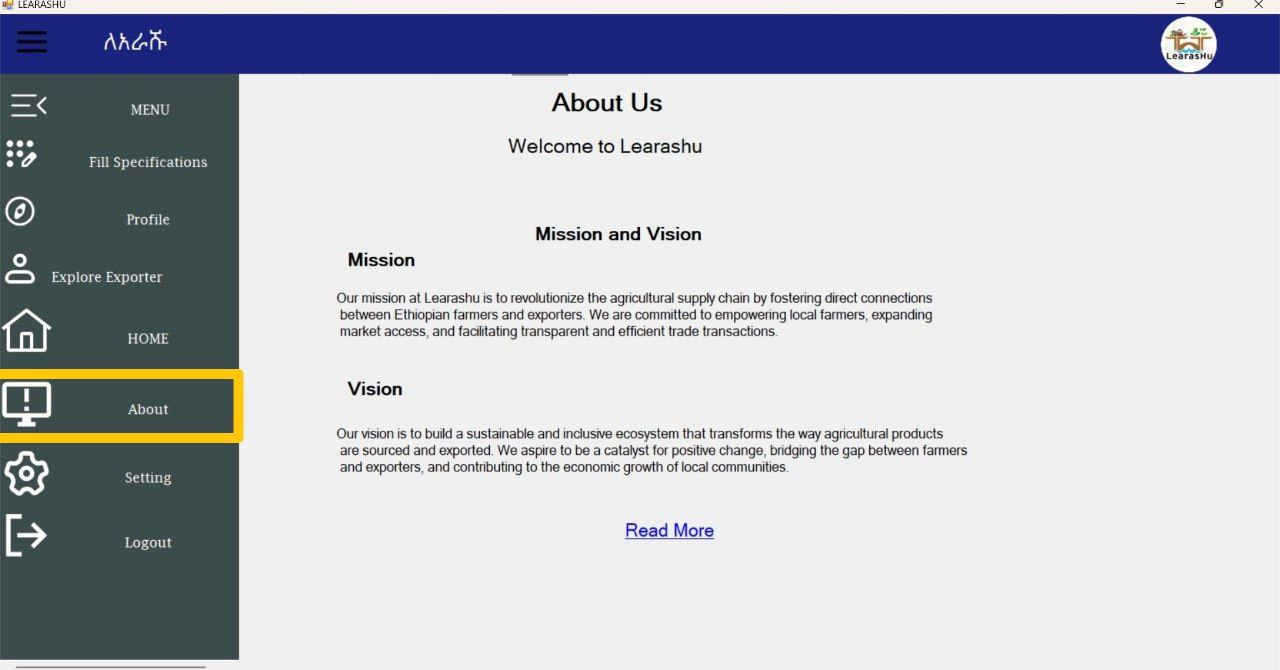 LEARASHU
ለአራሹ
LearasHu
MENU
Fill Specifications
Profile
Explore Exporter
HOME
About
Setting
Logout
About Us
Welcome to Learashu
Mission and Vision
Mission
Our mission at Learashu is to revolutionize the agricultural supply chain by fostering direct connections
between Ethiopian farmers and exporters. We are committed to empowering local farmers, expanding
market access, and facilitating transparent and efficient trade transactions.
Vision
Our vision is to build a sustainable and inclusive ecosystem that transforms the way agricultural products
are sourced and exported. We aspire to be a catalyst for positive change, bridging the gap between farmers
and exporters, and contributing to the economic growth of local communities.
Read More